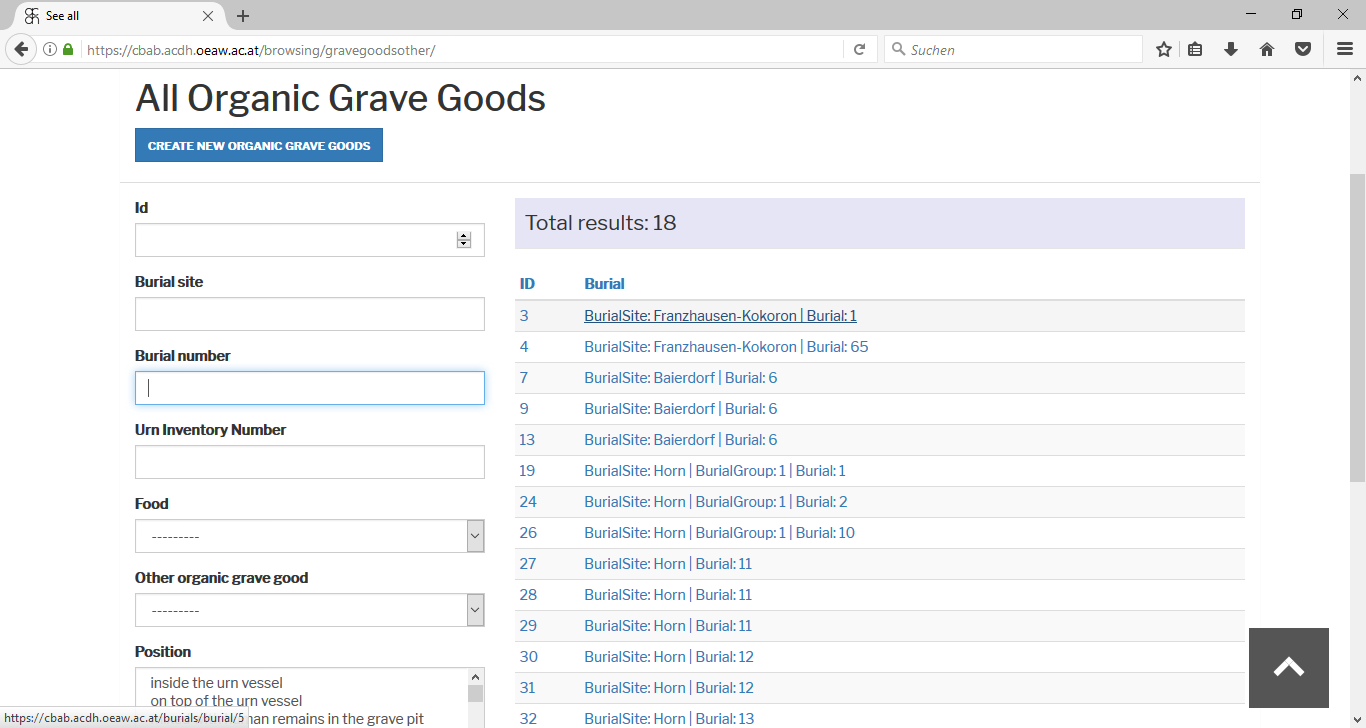 See all
https://cbab.acdh.oeaw.ac.at/browsing/gravegoodsother/
Suchen
All Organic Grave Goods
CREATE NEW ORGANIC GRAVE GOODS
Id
Burial site
Burial number
Urn Inventory Number
Food
---------
Other organic grave good
---------
Position
inside the urn vessel
on top of the urn vessel
man remains in the grave pit
https://cbab.acdh.oeaw.ac.at/burials/burial/5
Total results: 18
ID Burial
3 BurialSite: Franzhausen-Kokoron | Burial: 1
4 BurialSite: Franzhausen-Kokoron | Burial: 65
7 BurialSite: Baierdorf | Burial: 6
9 BurialSite: Baierdorf | Burial: 6
13 BurialSite: Baierdorf | Burial: 6
19 BurialSite: Horn | BurialGroup: 1 | Burial: 1
24 BurialSite: Horn | BurialGroup: 1 | Burial: 2
26 BurialSite: Horn | BurialGroup: 1 | Burial: 10
27 BurialSite: Horn | Burial: 11
28 BurialSite: Horn | Burial: 11
29 BurialSite: Horn | Burial: 11
30 BurialSite: Horn | Burial: 12
31 BurialSite: Horn | Burial: 12
32 BurialSite: Horn | Burial: 13